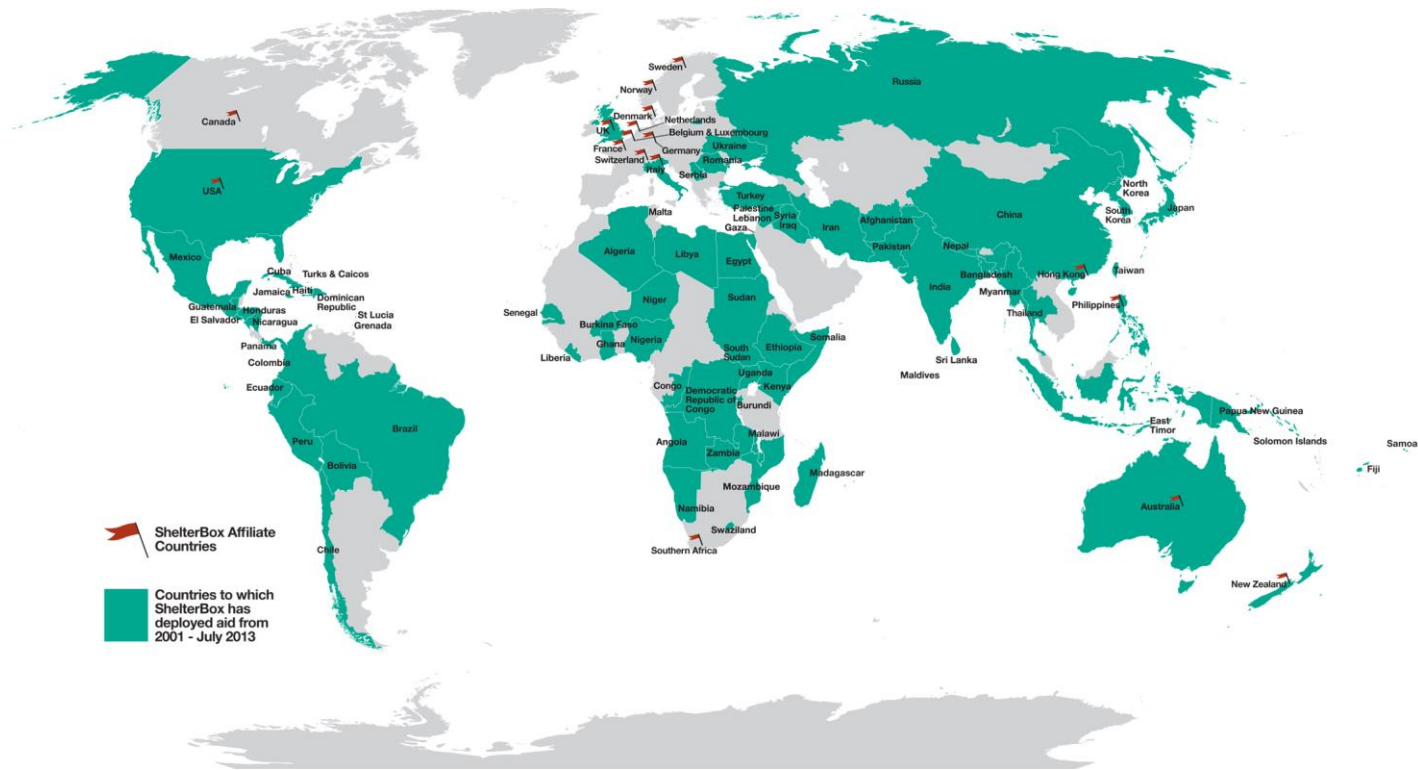 Sweden
Norway
Denmark
Netherlands
UK
Belgium & Luxembourg
France
Germany
Switzerland
Italy
Ukraine
Romania
Serbia
Russia
Canada
USA
Mexico
Cuba
Turks & Caicos
Jamaica
Haiti
Dominican
Republic
Guatemala
Honduras
El Salvador
Nicaragua
St Lucia
Grenada
Panama
Colombia
Ecuador
Peru
Brazil
Bolivia
Chile
Malta
Turkey
Palestine
Lebanon
Gaza
Syria
Iraq
Iran
Afghanistan
Pakistan
Nepal
India
Bangladesh
Myanmar
Thailand
China
Hong Kong
Taiwan
Philippines
North
Korea
South
Korea
Japan
Sri Lanka
Maldives
Algeria
Libya
Egypt
Niger
Sudan
Senegal
Burkina Faso
Ghana
Nigeria
Liberia
South
Sudan
Ethiopia
Somalia
Uganda
Kenya
Congo
Democratic
Republic of
Congo
Burundi
Angola
Malawi
Zambia
Mozambique
Madagascar
Namibia
Swaziland
Southern Africa
East
Timor
Papua New Guinea
Solomon Islands
Samoa
Fiji
Australia
New Zealand
ShelterBox Affiliate
Countries
Countries to which
ShelterBox has
deployed aid from
2001 - July 2013